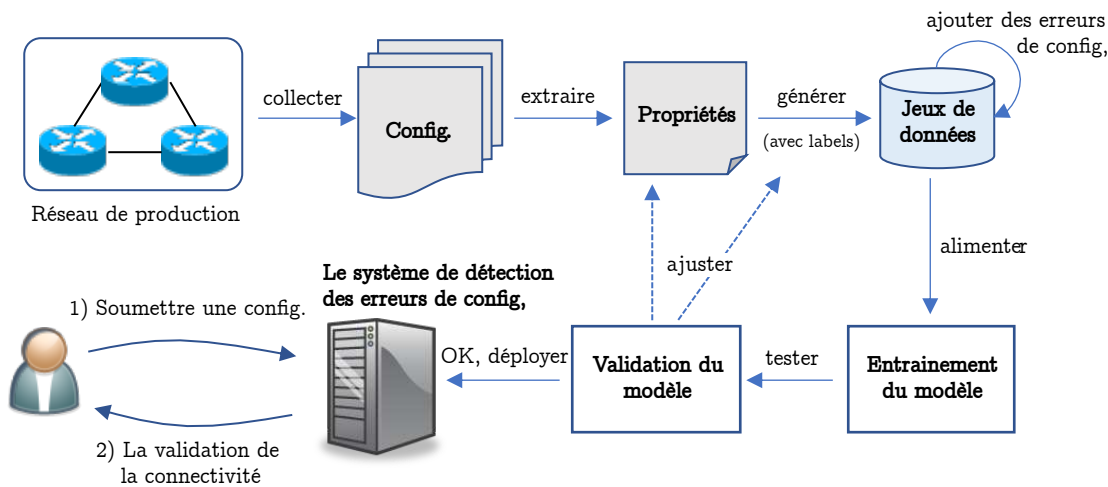 ajouter des erreurs
de config,
collecter
extraire
générer
(avec labels)
Config.
Propriétés
Jeux de
données
Réseau de production
ajuster
alimenter
Le système de détection
des erreurs de config,
1) Soumettre une config.
OK, déployer
Validation du
modèle
tester
Entrainement
du modèle
2) La validation de
la connectivité